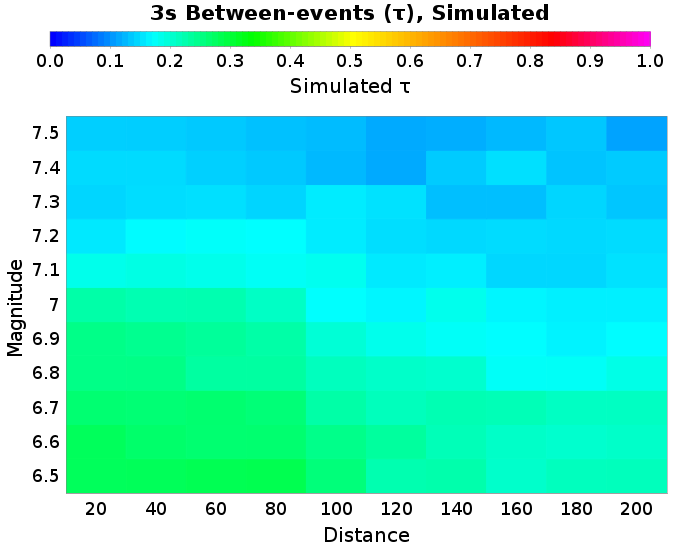 3s Between-events (τ), Simulated
0.0 0.1 0.2 0.3 0.4 0.5 0.6 0.7 0.8 0.9 1.0
Simulated τ
Magnitude
7.5
7.4
7.3
7.2
7.1
7
6.9
6.8
6.7
6.6
6.5
20 40 60 80 100 120 140 160 180 200
Distance